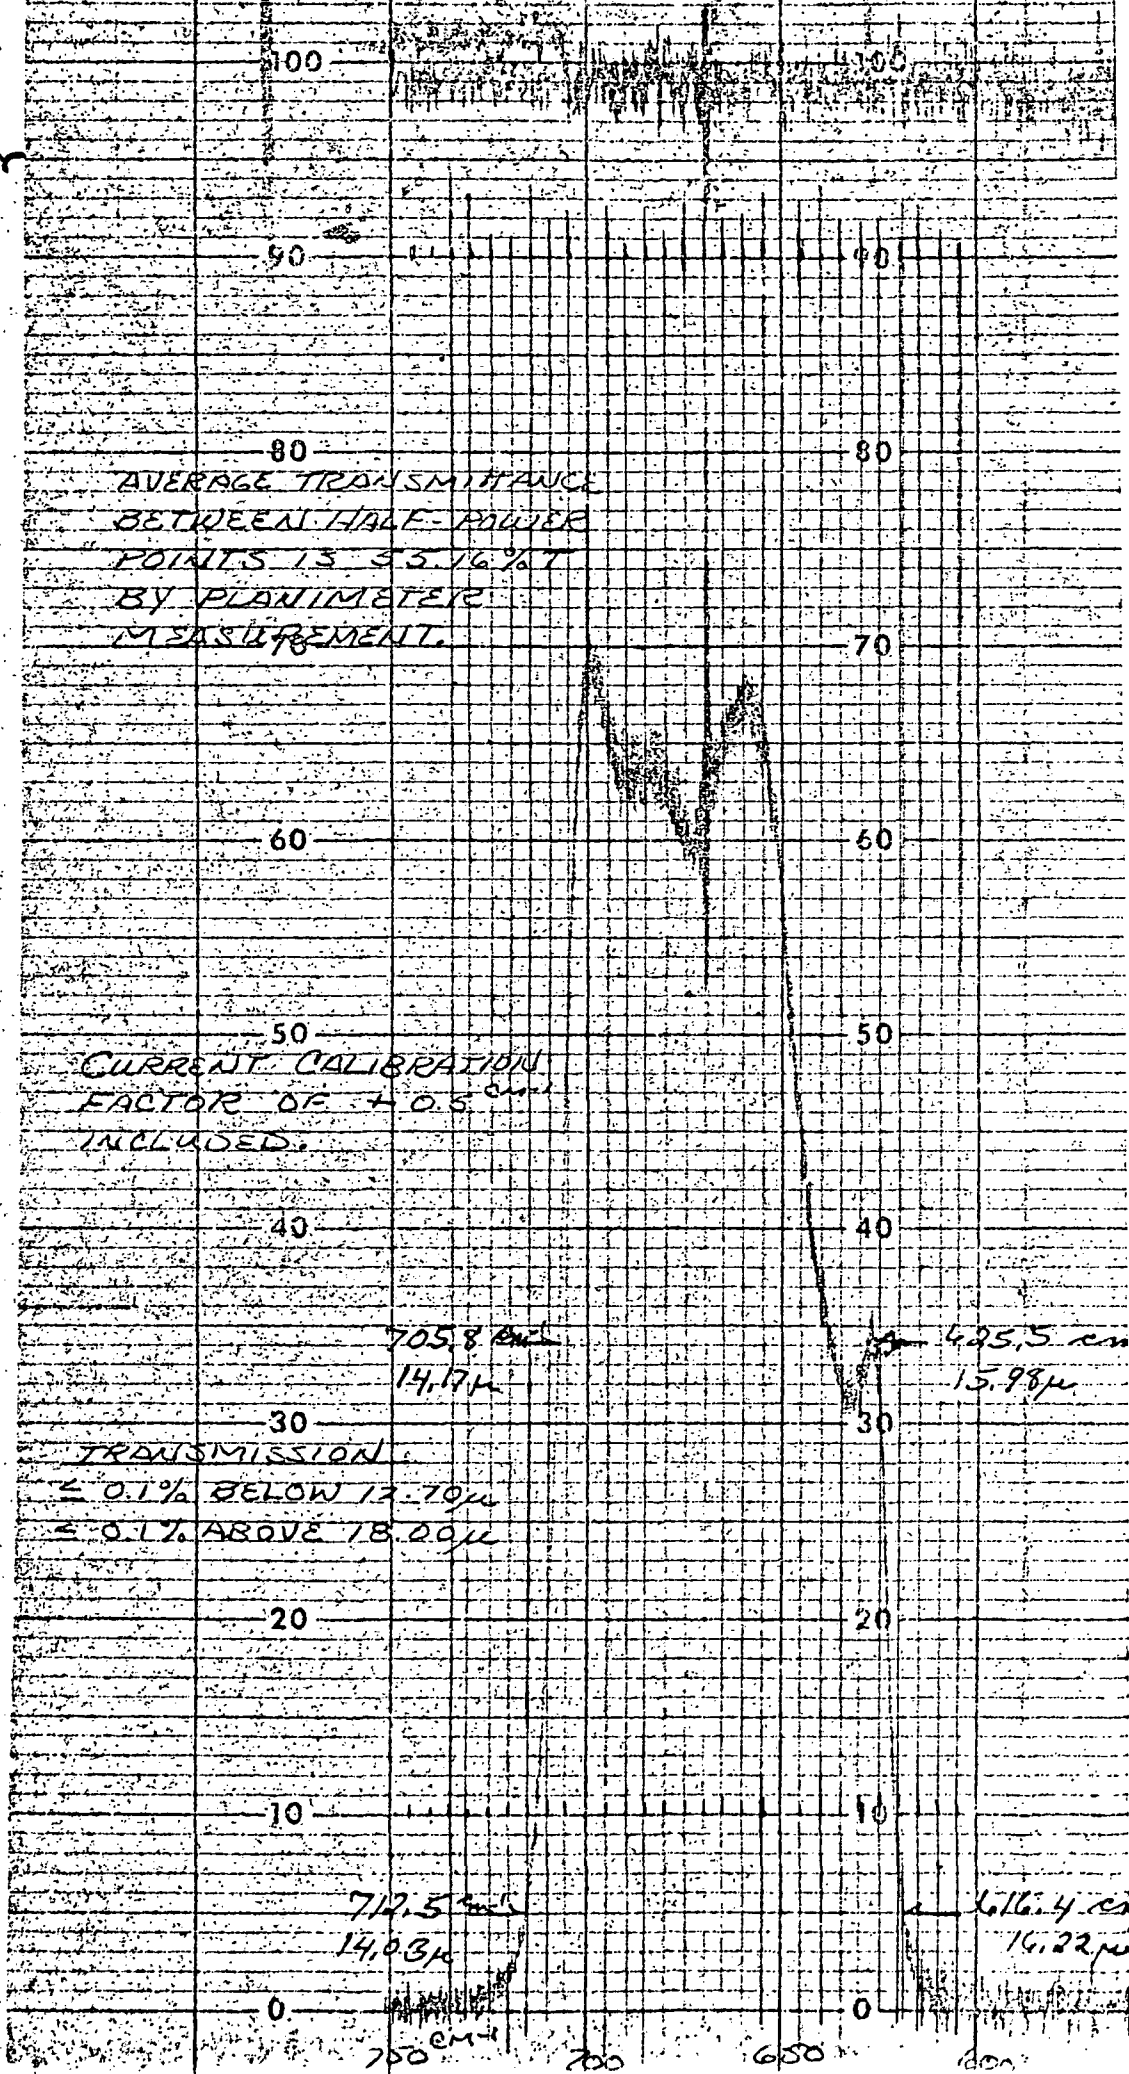 100 100
90 90
80 80
AVERAGE TRANSMITTANCE
BETWEEN HALF-POWER
POINTS IS 55.16% T
BY PLANIMETER
MEASUREMENT.
70 70
60 60
50 50
CURRENT CALIBRATION
FACTOR OF + 0.5 cm-1
INCLUDED.
40 40
705.8 cm-1 625.5 cm
14.17μ 15.98μ
30 30
TRANSMISSION
≤ 0.1% BELOW 12.70μ
≤ 0.1% ABOVE 18.00μ
20 20
10 10
712.5 cm-1 616.4 cm
14.03μ 16.22μ
0 0
CM-1
750 700 650 600